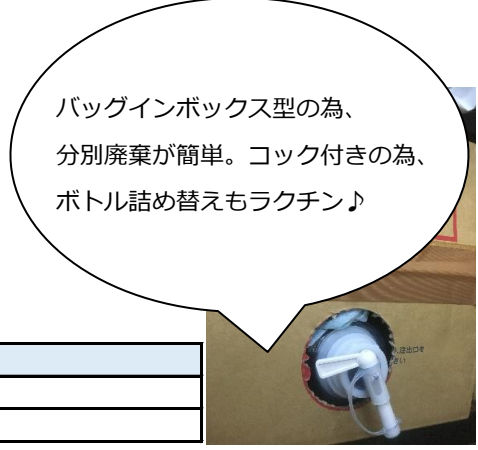 バッグインボックス型の為、
分別廃棄が簡単。コック付きの為、
ボトル詰め替えもラクチン♪